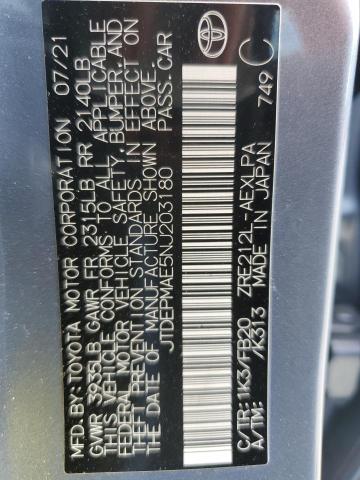 MFD. BY: TOYOTA MOTOR CORPORATION 07/21
GVWR 3935LB GAWR FR 2315LB RR 2140LB
THIS VEHICLE CONFORMS TO ALL APPLICABLE
FEDERAL MOTOR VEHICLE SAFETY, BUMPER, AND
THEFT PREVENTION STANDARDS IN EFFECT ON
THE DATE OF MANUFACTURE SHOWN ABOVE.
JTDEPMAE5NJ203180 PASS. CAR
C/TR: 1K3/FB20 ZRE212L-AEXLPA
A/TM: /K313 MADE IN JAPAN 749 C
TOYOTA